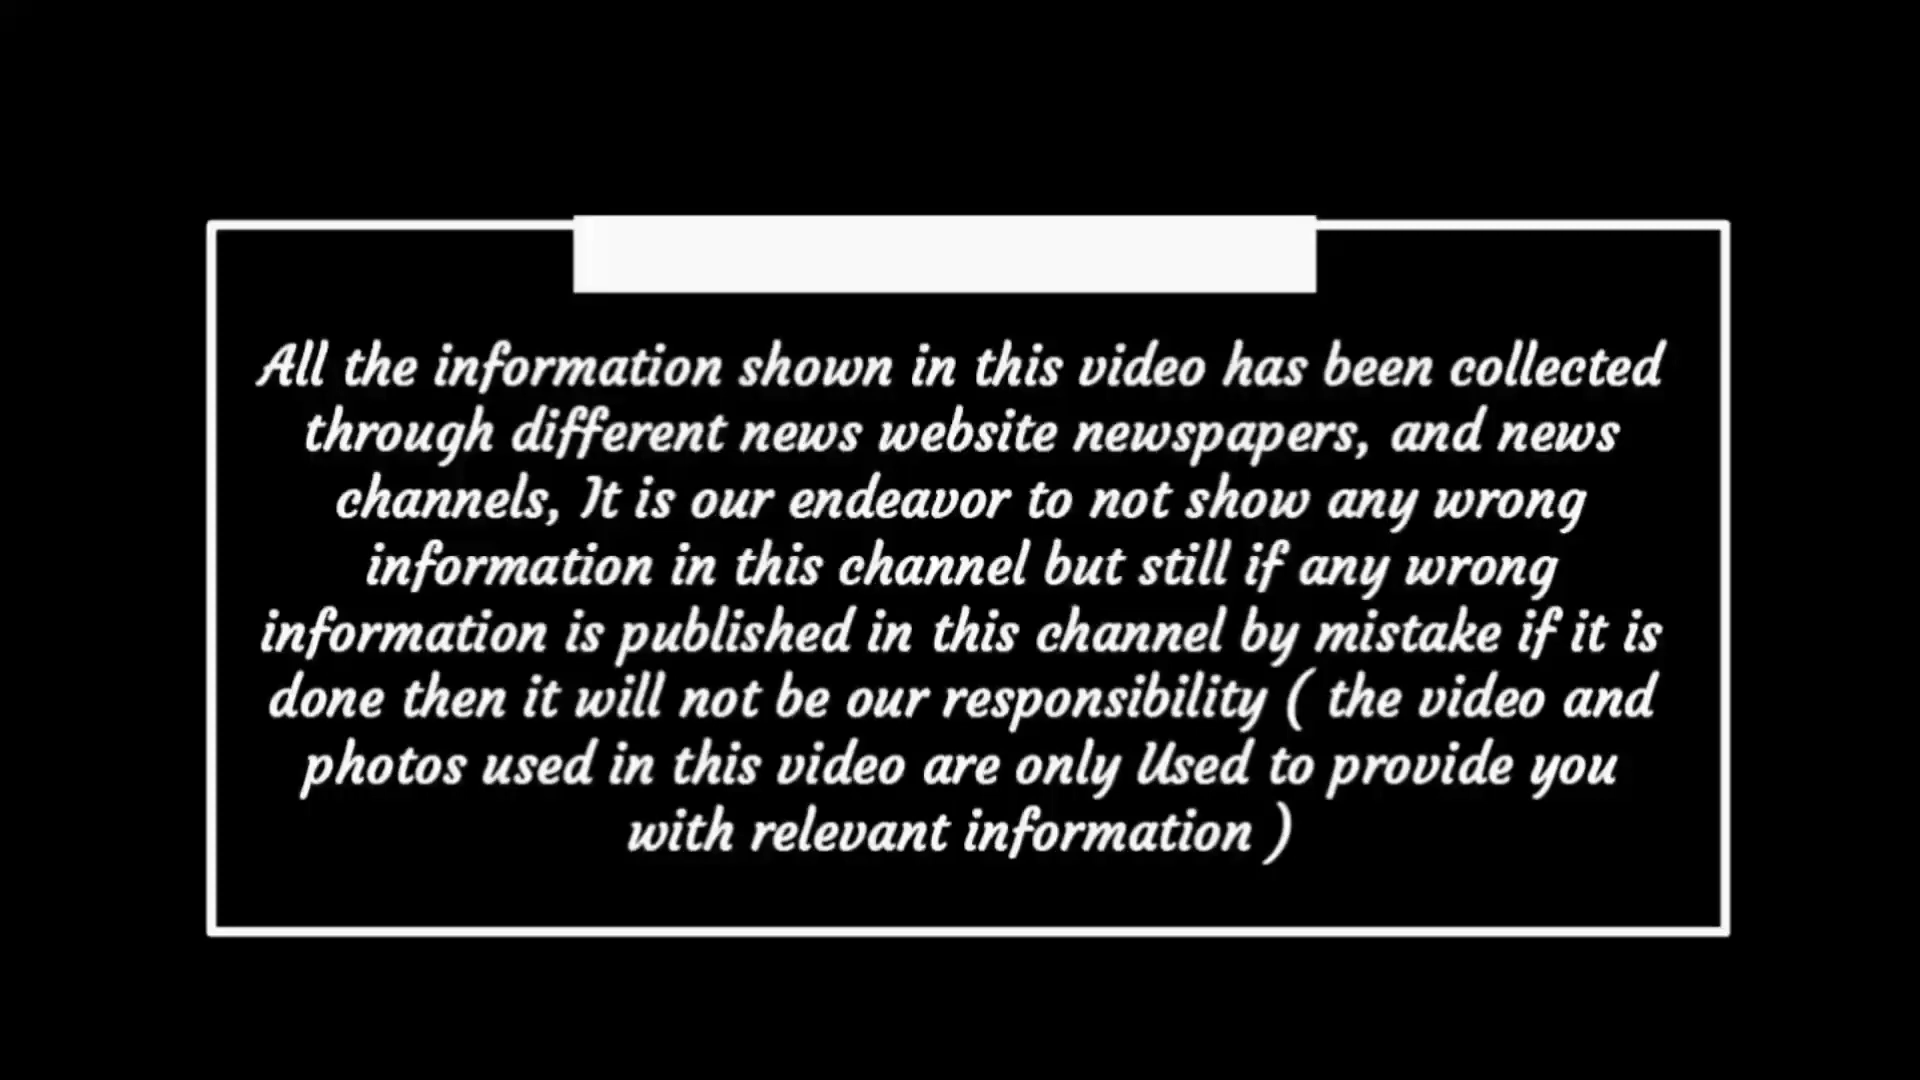 All the information shown in this video has been collected
through different news website newspapers, and news
channels, It is our endeavor to not show any wrong
information in this channel but still if any wrong
information is published in this channel by mistake if it is
done then it will not be our responsibility ( the video and
photos used in this video are only Used to provide you
with relevant information )